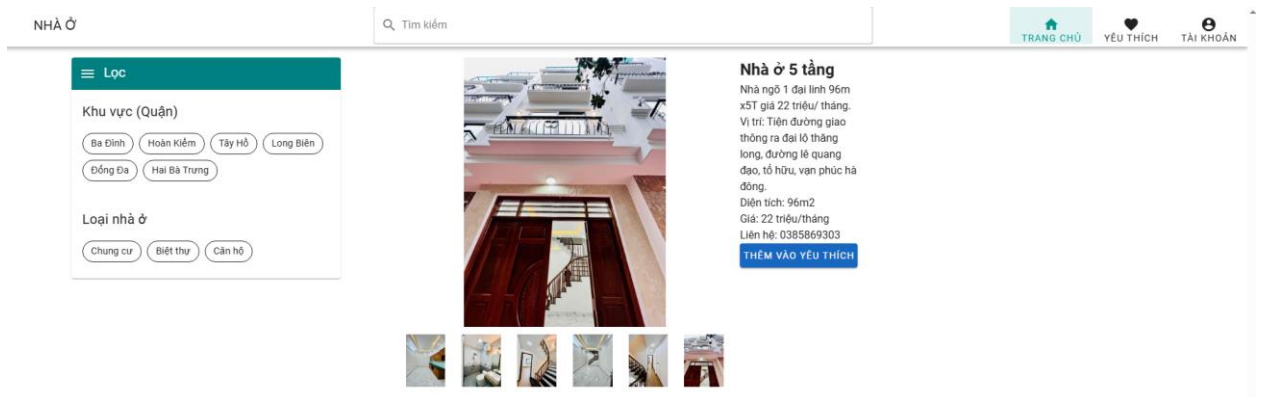 NHÀ Ở
Tìm kiếm
TRANG CHỦ
YÊU THÍCH
TÀI KHOẢN
Lọc
Khu vực (Quận)
Ba Đình
Hoàn Kiếm
Tây Hồ
Long Biên
Đống Đa
Hai Bà Trưng
Loại nhà ở
Chung cư
Biệt thự
Căn hộ
Nhà ở 5 tầng
Nhà ngõ 1 đại linh 96m
x5T giá 22 triệu/ tháng.
Vị trí: Tiện đường giao
thông ra đại lộ thăng
long, đường lê quang
đạo, tố hữu, vạn phúc hà
đông.
Diện tích: 96m2
Giá: 22 triệu/tháng
Liên hệ: 0385869303
THÊM VÀO YÊU THÍCH